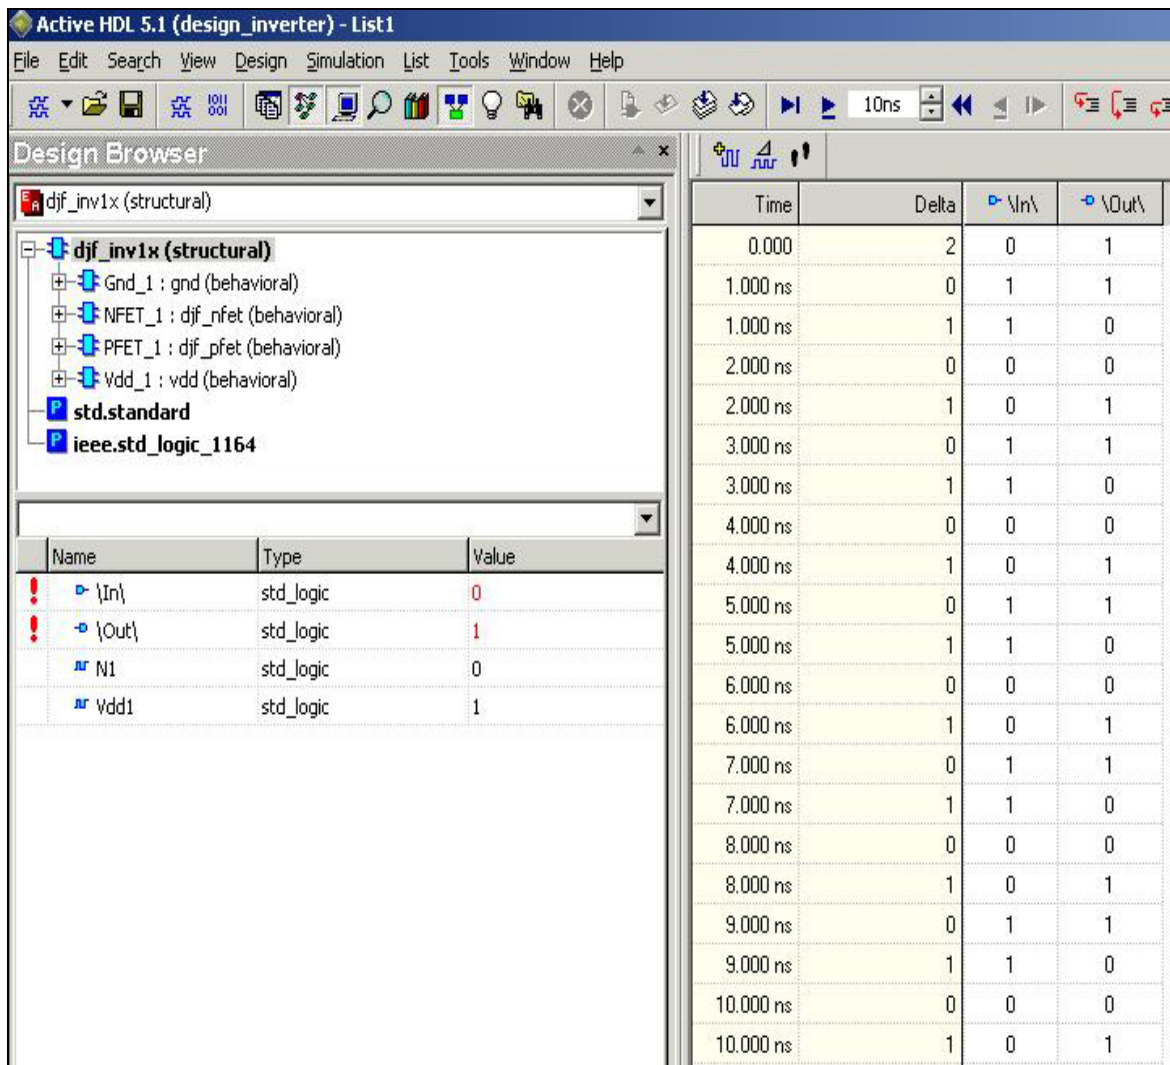 Active HDL 5.1 (design_inverter) - List1
File Edit Search View Design Simulation List Tools Window Help
10ns
Design Browser
djf_inv1x (structural)
djf_inv1x (structural)
Gnd_1 : gnd (behavioral)
NFET_1 : djf_nfet (behavioral)
PFET_1 : djf_pfet (behavioral)
Vdd_1 : vdd (behavioral)
std.standard
ieee.std_logic_1164
Name Type Value
\In\ std_logic 0
\Out\ std_logic 1
N1 std_logic 0
Vdd1 std_logic 1
Time Delta \In\ \Out\
0.000 2 0 1
1.000 ns 0 1 1
1.000 ns 1 1 0
2.000 ns 0 0 0
2.000 ns 1 0 1
3.000 ns 0 1 1
3.000 ns 1 1 0
4.000 ns 0 0 0
4.000 ns 1 0 1
5.000 ns 0 1 1
5.000 ns 1 1 0
6.000 ns 0 0 0
6.000 ns 1 0 1
7.000 ns 0 1 1
7.000 ns 1 1 0
8.000 ns 0 0 0
8.000 ns 1 0 1
9.000 ns 0 1 1
9.000 ns 1 1 0
10.000 ns 0 0 0
10.000 ns 1 0 1